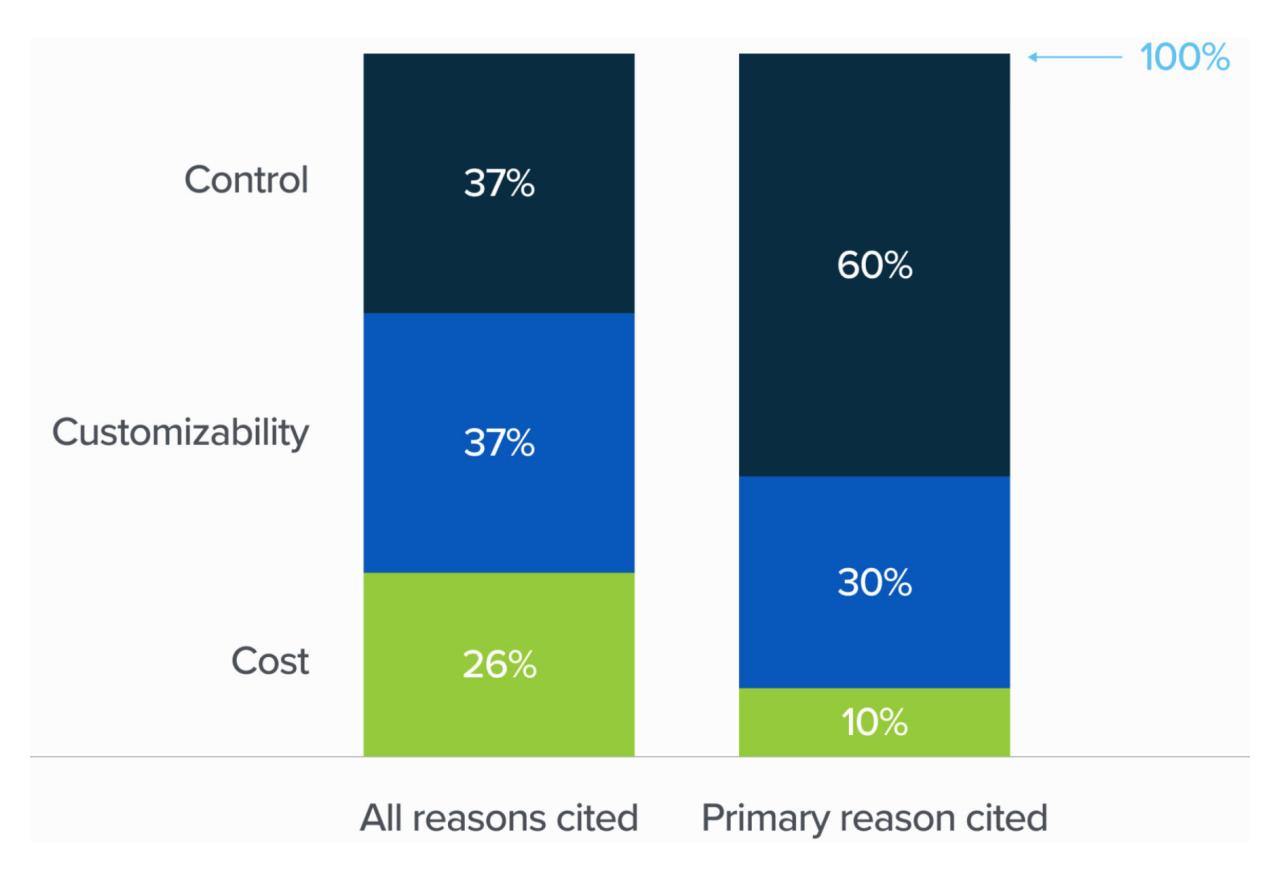 100%
Control
37%
60%
Customizability
37%
30%
Cost
26%
10%
All reasons cited
Primary reason cited